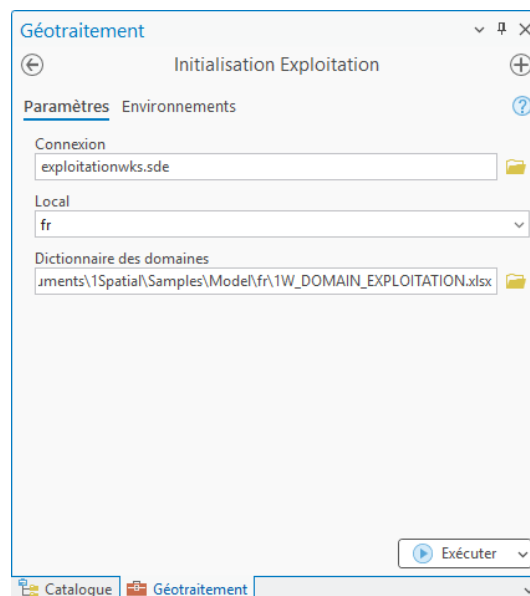 Géotraitement
Initialisation Exploitation
Paramètres Environnements
Connexion
exploitationwks.sde
Local
fr
Dictionnaire des domaines
\1Spatial\Samples\Model\fr\1W_DOMAIN_EXPLOITATION.xlsx
Exécuter
Catalogue Géotraitement